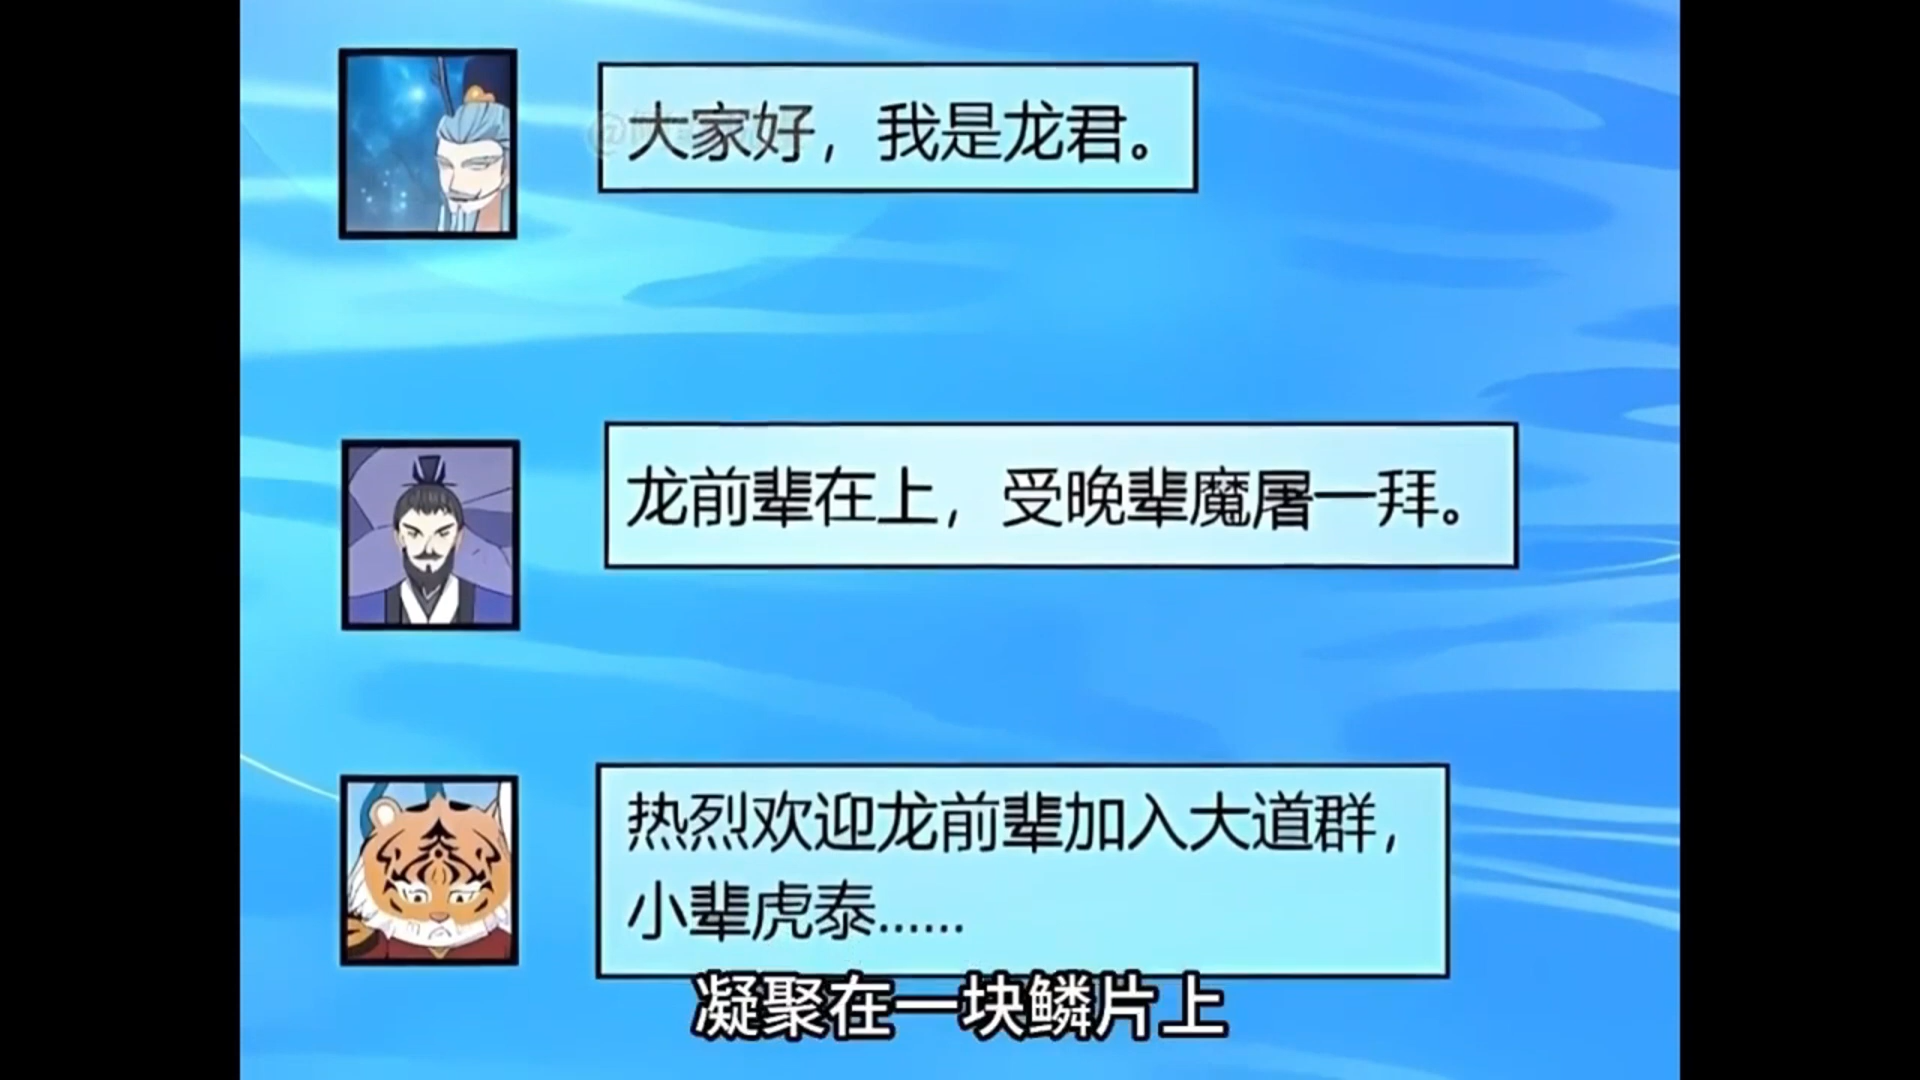 大家好，我是龙君。
龙前辈在上，受晚辈魔屠一拜。
热烈欢迎龙前辈加入大道群，
小辈虎泰......
凝聚在一块鳞片上